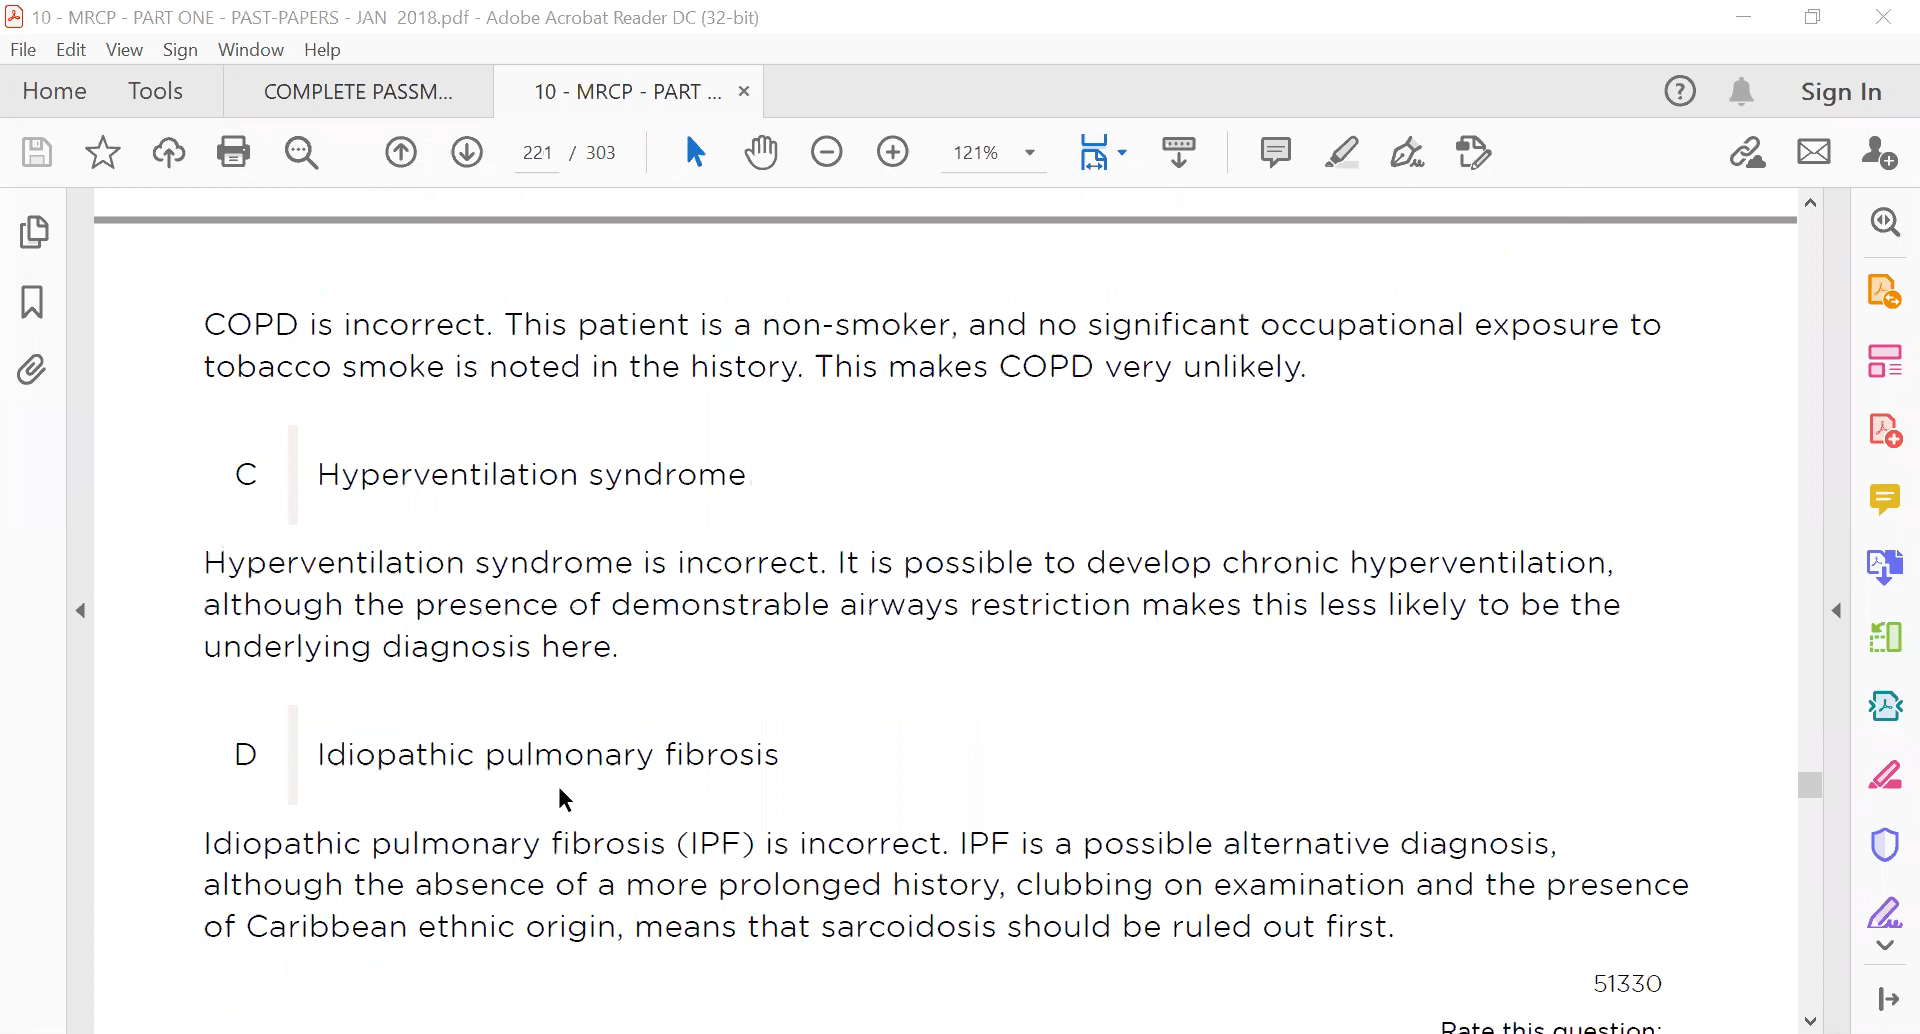 10 - MRCP - PART ONE - PAST-PAPERS - JAN 2018.pdf - Adobe Acrobat Reader DC (32-bit)
File Edit View Sign Window Help
Home Tools COMPLETE PASSM... 10 - MRCP - PART ... × Sign In
221 / 303 121%
COPD is incorrect. This patient is a non-smoker, and no significant occupational exposure to
tobacco smoke is noted in the history. This makes COPD very unlikely.
C Hyperventilation syndrome
Hyperventilation syndrome is incorrect. It is possible to develop chronic hyperventilation,
although the presence of demonstrable airways restriction makes this less likely to be the
underlying diagnosis here.
D Idiopathic pulmonary fibrosis
Idiopathic pulmonary fibrosis (IPF) is incorrect. IPF is a possible alternative diagnosis,
although the absence of a more prolonged history, clubbing on examination and the presence
of Caribbean ethnic origin, means that sarcoidosis should be ruled out first.
51330
Rate this question: